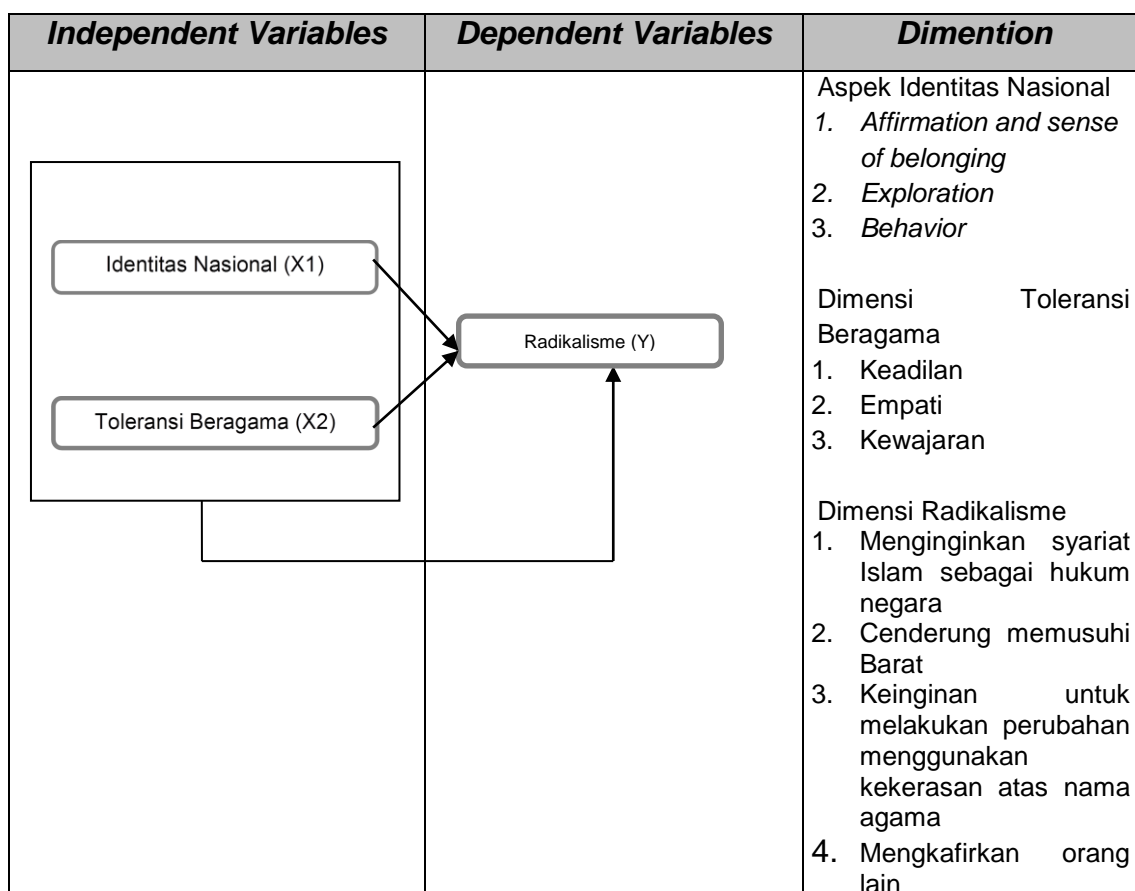 Independent Variables
Dependent Variables
Dimention
Identitas Nasional (X1)
Toleransi Beragama (X2)
Radikalisme (Y)
Aspek Identitas Nasional
1. Affirmation and sense
of belonging
2. Exploration
3. Behavior
Dimensi Toleransi
Beragama
1. Keadilan
2. Empati
3. Kewajaran
Dimensi Radikalisme
1. Menginginkan syariat
Islam sebagai hukum
negara
2. Cenderung memusuhi
Barat
3. Keinginan untuk
melakukan perubahan
menggunakan
kekerasan atas nama
agama
4. Mengkafirkan orang
lain